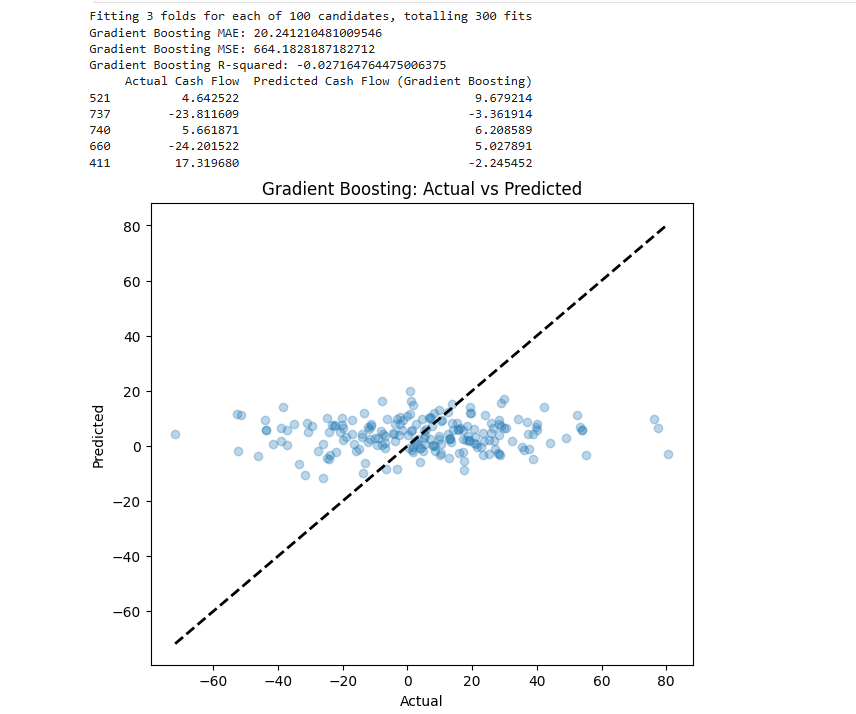 Fitting 3 folds for each of 100 candidates, totalling 300 fits
Gradient Boosting MAE: 20.241210481009546
Gradient Boosting MSE: 664.1828187182712
Gradient Boosting R-squared: -0.027164764475006375
Actual Cash Flow  Predicted Cash Flow (Gradient Boosting)
521 4.642522 9.679214
737 -23.811609 -3.361914
740 5.661871 6.208589
660 -24.201522 5.027891
411 17.319680 -2.245452
Gradient Boosting: Actual vs Predicted
80
60
40
20
0
−20
−40
−60
Predicted
−60 −40 −20 0 20 40 60 80
Actual